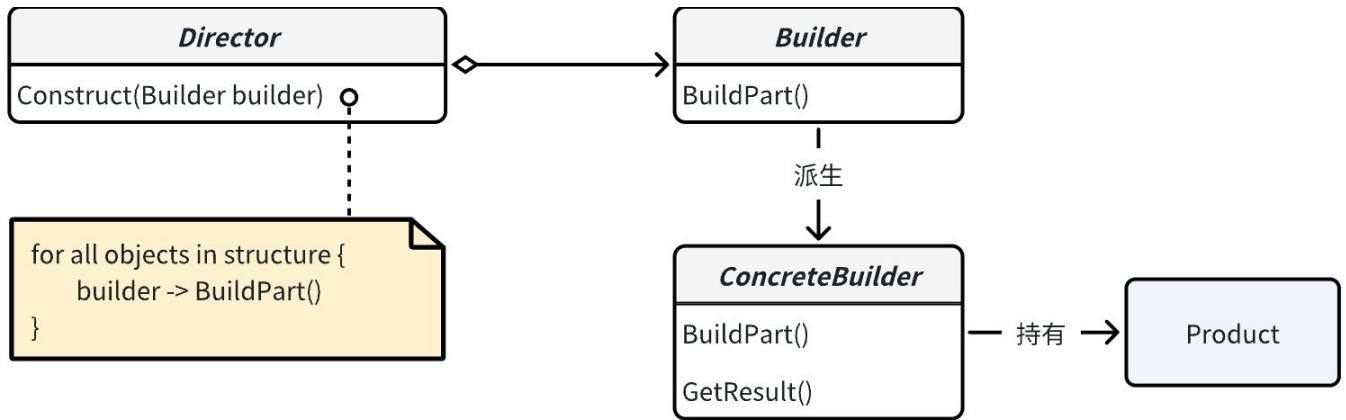 Director
Construct(Builder builder)
Builder
BuildPart()
派生
for all objects in structure {
builder -> BuildPart()
}
ConcreteBuilder
BuildPart()
GetResult()
持有
Product